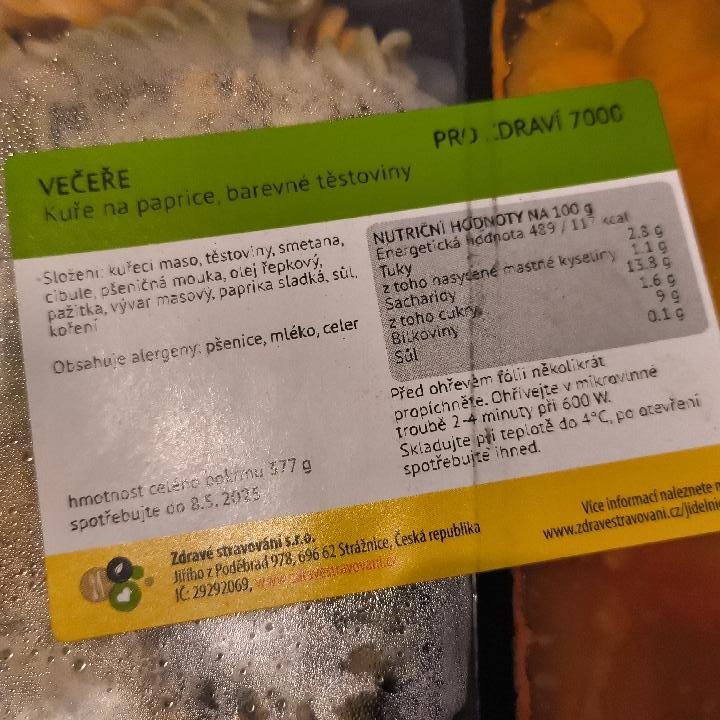 VEČEŘE
Kuře na paprice, barevné těstoviny
7000
Složení: kuřecí maso, těstoviny, smetana,
cibule, pšeničná mouka, olej řepkový,
pažitka, vývar masový, paprika sladká, sůl,
koření
Obsahuje alergeny: pšenice, mléko, celer
hmotnost celého pokrmu
spotřebujte do 8.5. 2025
NUTRIČNÍ HODNOTY NA 100 g
Energetická hodnota 489 / kcal
Tuky 2.8 g
z toho nasycené mastné kyseliny 1.1 g
Sacharidy 13.8 g
z toho cukry 1.6 g
Bílkoviny 9 g
Sůl 0.1 g
Před ohřevem fólii několikrát
propíchněte. Ohřívejte v mikrovlnné
troubě 2-4 minuty při 600 W.
Skladujte při teplotě do 4°C, po otevření
spotřebujte ihned.
Zdravé stravování s.r.o.
Jiřího z Poděbrad 978, 696 62 Strážnice, Česká republika
IČ: 29292069, www.zdravestravovani.cz
Více informací naleznete n
www.zdravestravovani.cz/jidelni